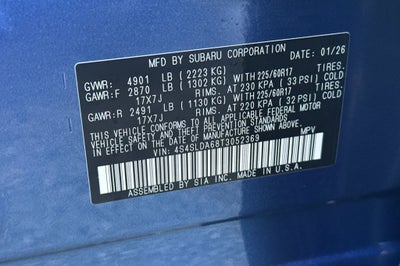 MFD BY SUBARU CORPORATION DATE: 01/26
GVWR: 4901 LB (2223 KG)
GAWR:F 2870 LB (1302 KG) WITH 225/60R17 TIRES.
17X7J RIMS. AT 230 KPA (33 PSI) COLD
GAWR:R 2491 LB (1130 KG) WITH 225/60R17 TIRES.
17X7J RIMS. AT 220 KPA (32 PSI) COLD
THIS VEHICLE CONFORMS TO ALL APPLICABLE FEDERAL MOTOR
VEHICLE SAFETY AND THEFT PREVENTION STANDARDS IN EFFECT
ON THE DATE OF MANUFACTURE SHOWN ABOVE.
VIN: 4S4SLDA68T3052369 MPV
ASSEMBLED BY SIA INC. MADE IN U.S.A.